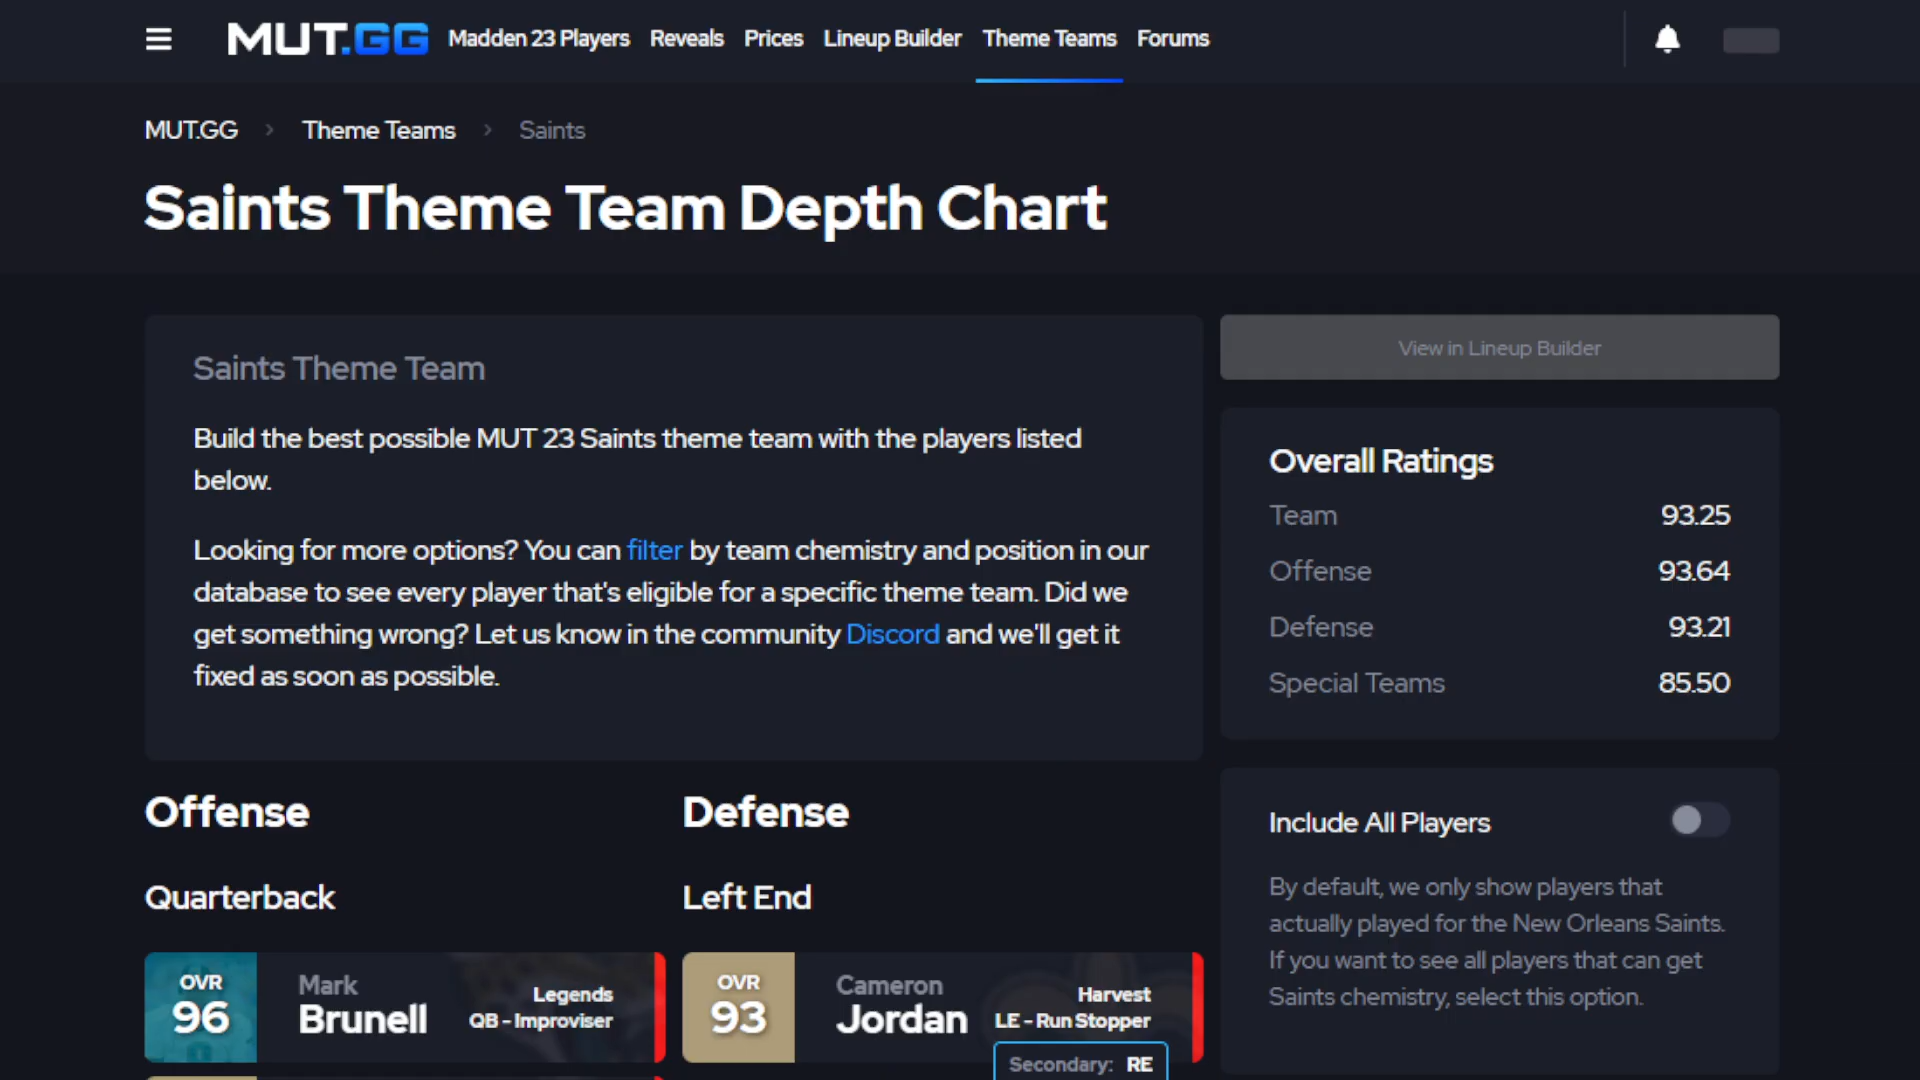 MUT.GG Madden 23 Players Reveals Prices Lineup Builder Theme Teams Forums
MUT.GG > Theme Teams > Saints
Saints Theme Team Depth Chart
Saints Theme Team
Build the best possible MUT 23 Saints theme team with the players listed
below.
Looking for more options? You can filter by team chemistry and position in our
database to see every player that's eligible for a specific theme team. Did we
get something wrong? Let us know in the community Discord and we'll get it
fixed as soon as possible.
View in Lineup Builder
Overall Ratings
Team 93.25
Offense 93.64
Defense 93.21
Special Teams 85.50
Include All Players
By default, we only show players that
actually played for the New Orleans Saints.
If you want to see all players that can get
Saints chemistry, select this option.
Offense
Quarterback
OVR
96
Mark
Brunell
Legends
QB - Improviser
Defense
Left End
OVR
93
Cameron
Jordan
Harvest
LE - Run Stopper
Secondary: RE